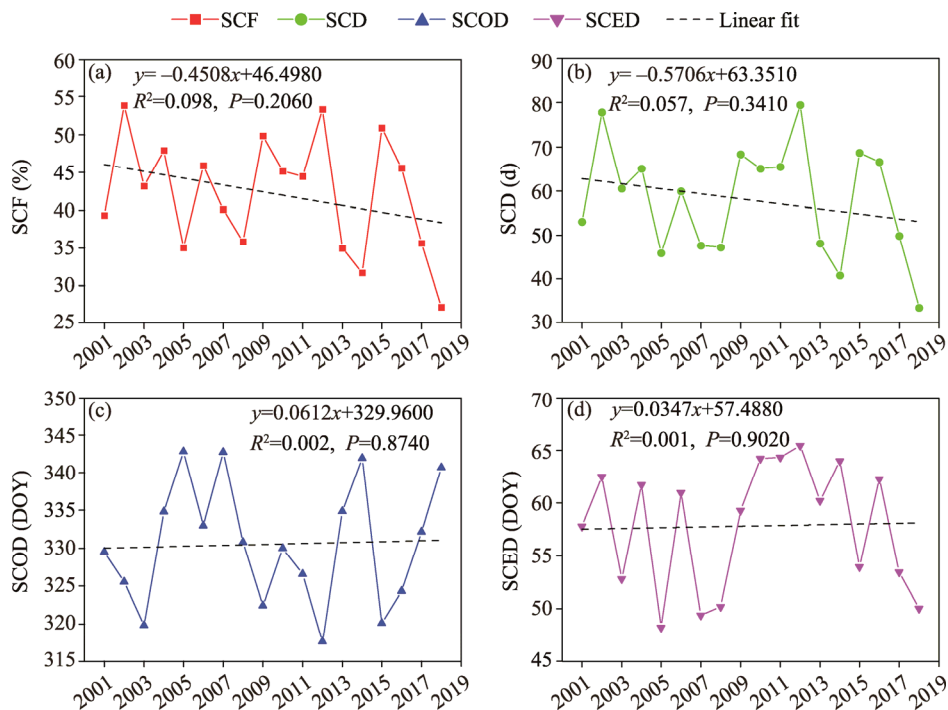 SCF SCD SCOD SCED Linear fit
(a) y= –0.4508x+46.4980
R²=0.098, P=0.2060
SCF (%)
60
55
50
45
40
35
30
25
2001 2003 2005 2007 2009 2011 2013 2015 2017 2019
(b) y= –0.5706x+63.3510
R²=0.057, P=0.3410
SCD (d)
90
80
70
60
50
40
30
2001 2003 2005 2007 2009 2011 2013 2015 2017 2019
(c) y=0.0612x+329.9600
R²=0.002, P=0.8740
SCOD (DOY)
350
345
340
335
330
325
320
315
2001 2003 2005 2007 2009 2011 2013 2015 2017 2019
(d) y=0.0347x+57.4880
R²=0.001, P=0.9020
SCED (DOY)
70
65
60
55
50
45
2001 2003 2005 2007 2009 2011 2013 2015 2017 2019